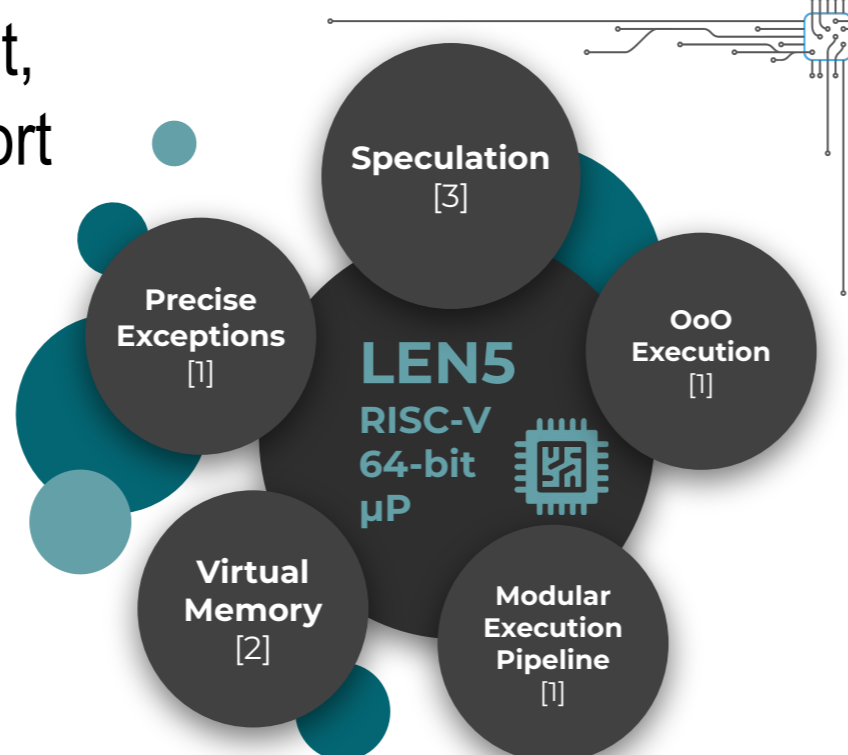 t,
ort
Speculation
[3]
Precise
Exceptions
[1]
OoO
Execution
[1]
LEN5
RISC-V
64-bit
µP
Virtual
Memory
[2]
Modular
Execution
Pipeline
[1]